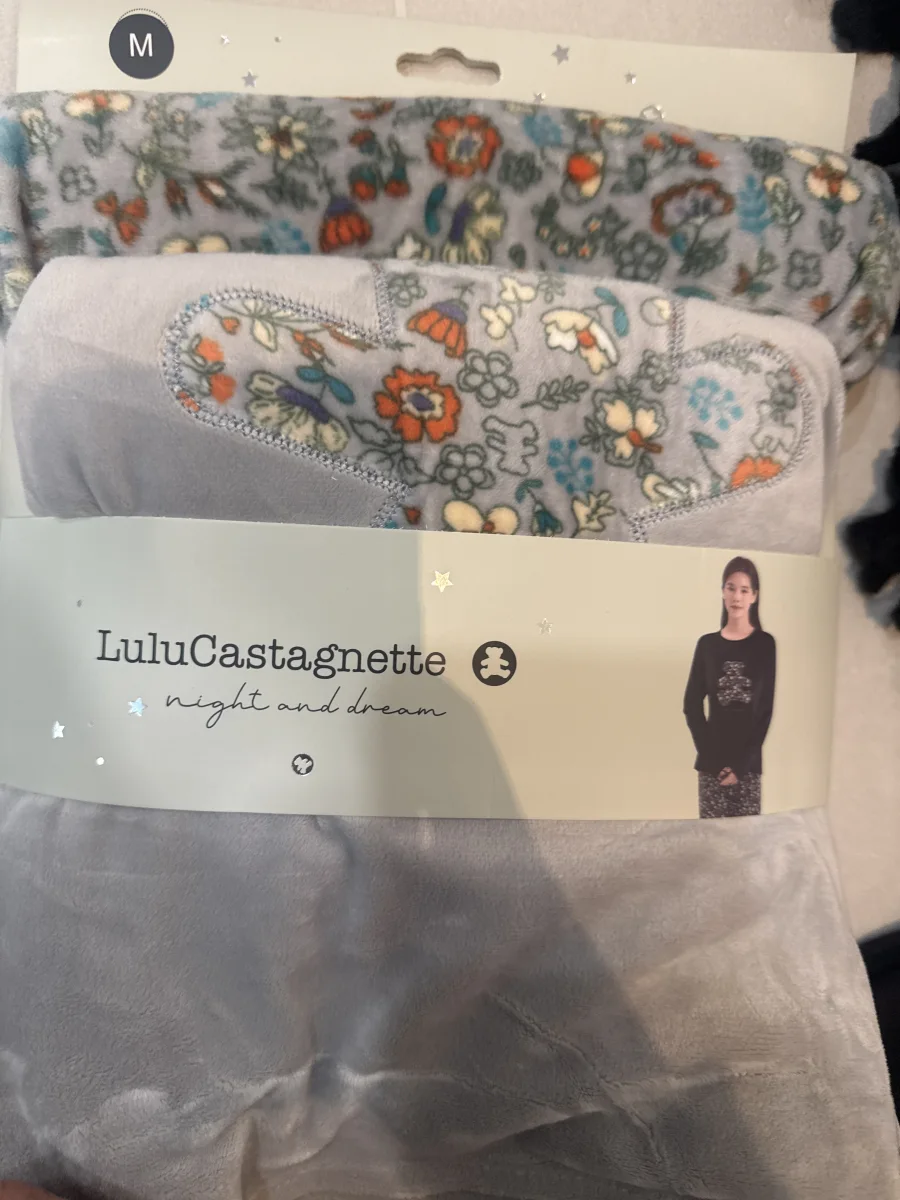 M
LuluCastagnette
night and dream